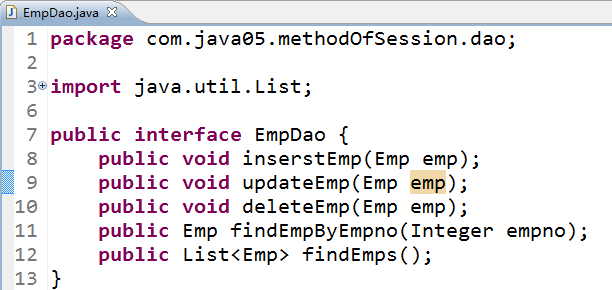 EmpDao.java
1 package com.java05.methodOfSession.dao;
2
3 import java.util.List;
6
7 public interface EmpDao {
8     public void inserstEmp(Emp emp);
9     public void updateEmp(Emp emp);
10     public void deleteEmp(Emp emp);
11     public Emp findEmpByEmpno(Integer empno);
12     public List<Emp> findEmps();
13 }